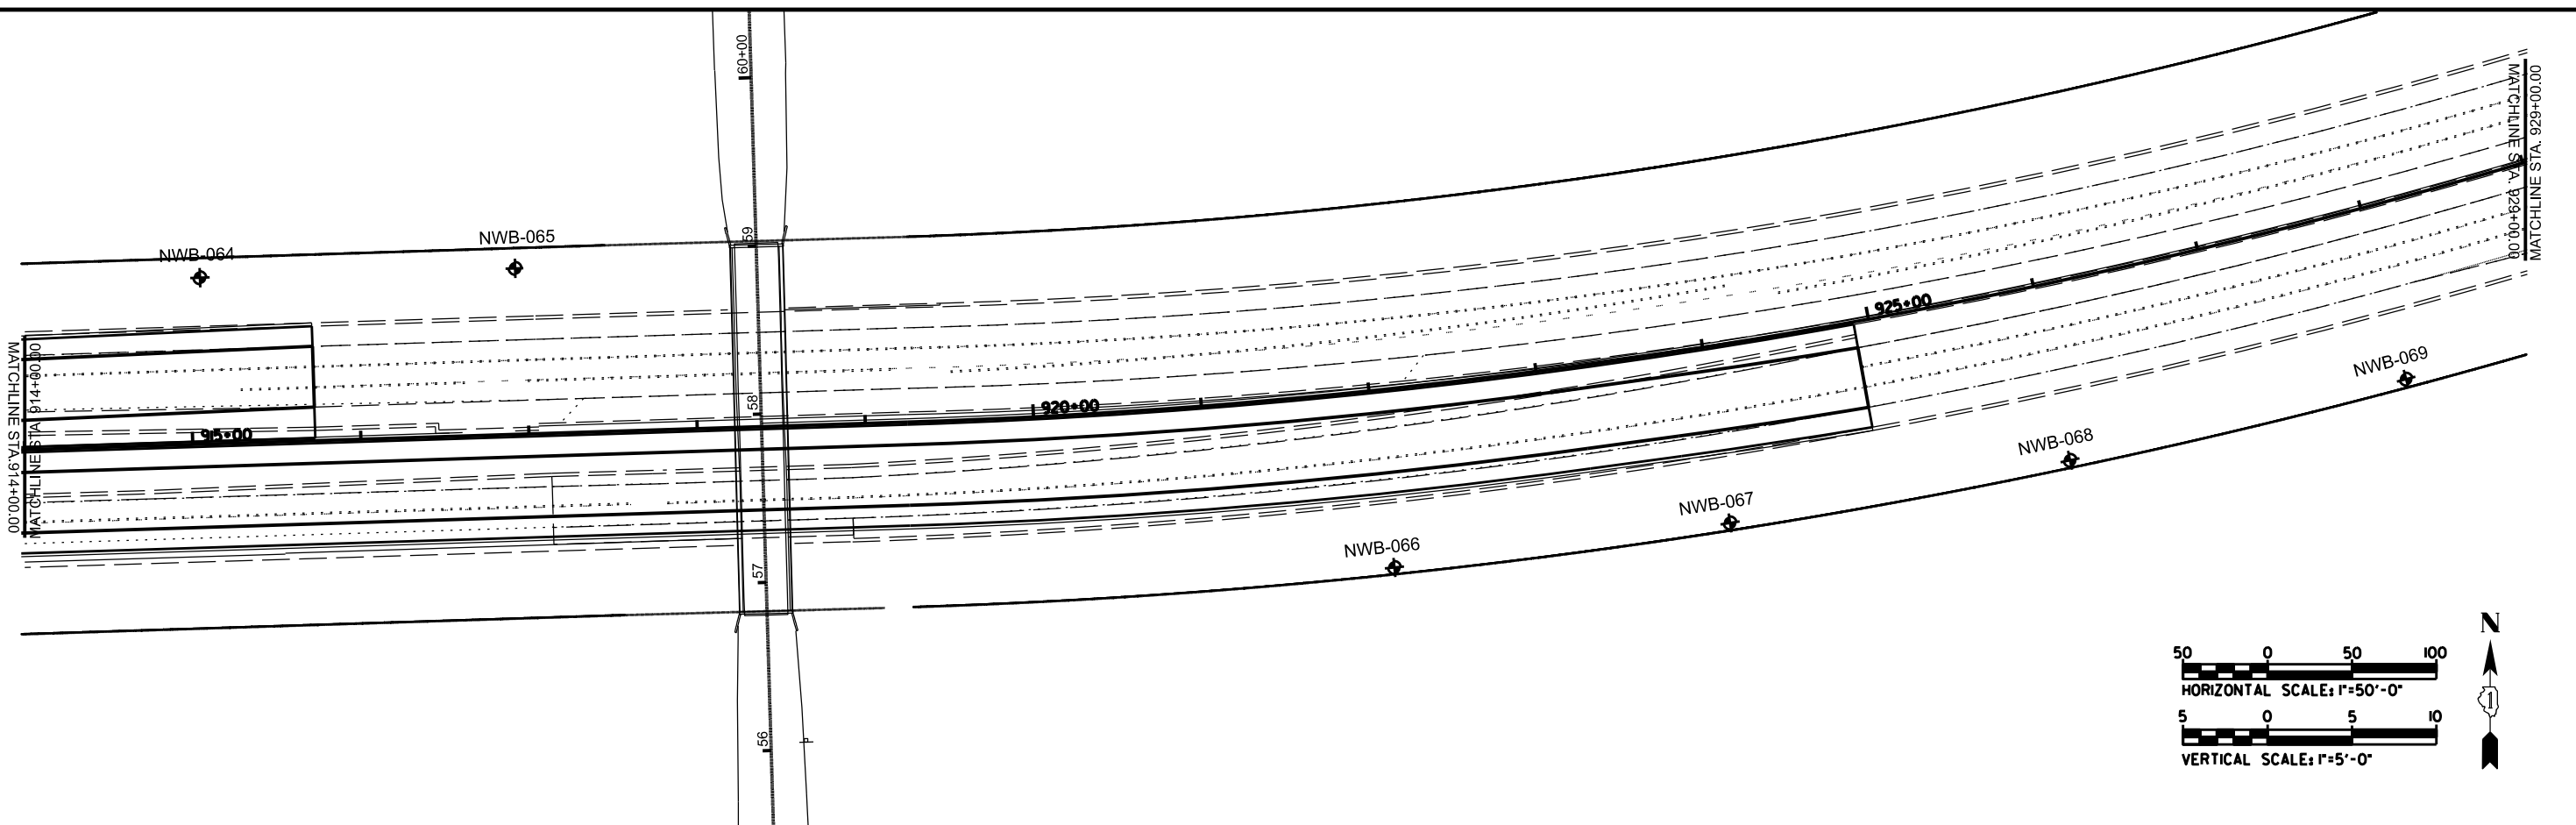 60+00
59
58
57
56
NWB-064
NWB-065
NWB-066
NWB-067
NWB-068
NWB-069
MATCHLINE STA. 914+00.00
MATCHLINE STA. 914+00.00
915+00
920+00
925+00
MATCHLINE STA. 929+00.00
MATCHLINE STA. 929+00.00
N
1
50 0 50 100
HORIZONTAL SCALE: 1"=50'-0"
5 0 5 10
VERTICAL SCALE: 1"=5'-0"